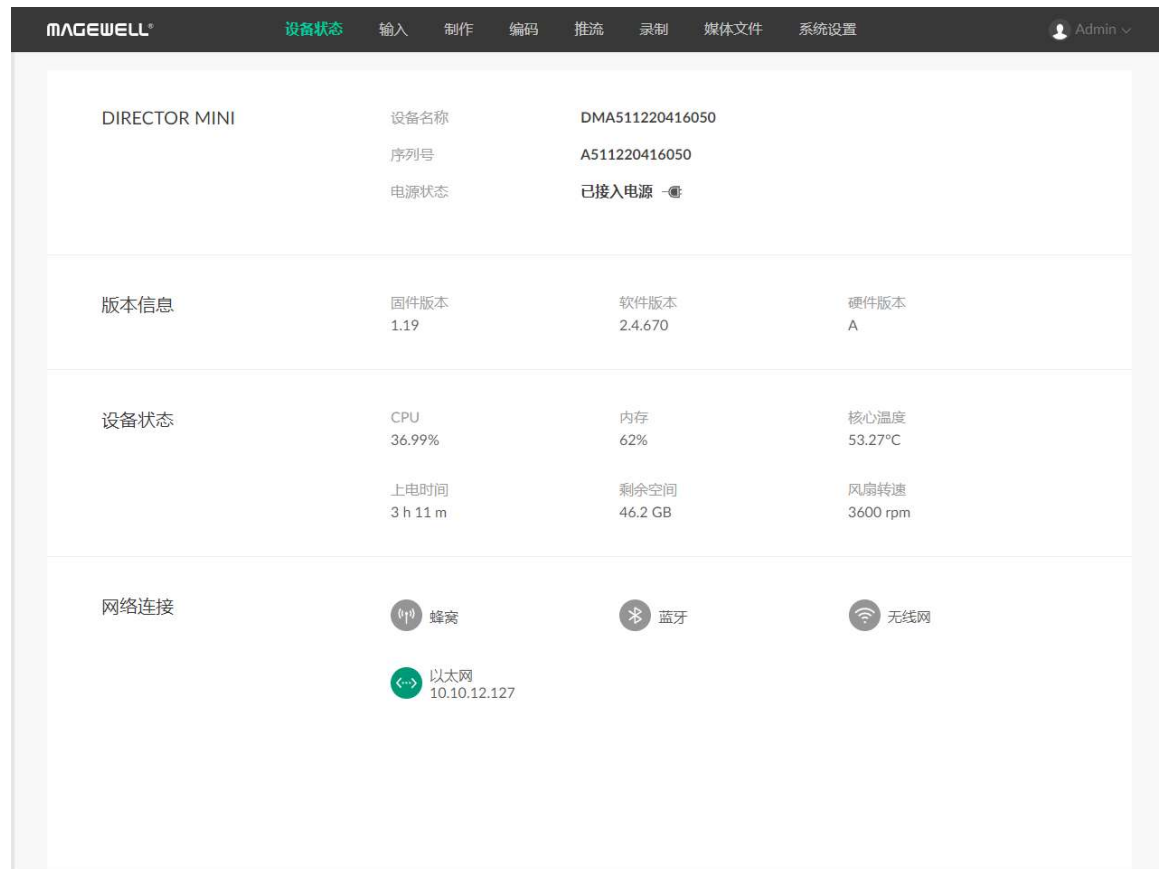 MAGEWELL®
设备状态 输入 制作 编码 推流 录制 媒体文件 系统设置 Admin
DIRECTOR MINI 设备名称 DMA511220416050
序列号 A511220416050
电源状态 已接入电源
版本信息 固件版本 软件版本 硬件版本
1.19 2.4.670 A
设备状态 CPU 内存 核心温度
36.99% 62% 53.27°C
上电时间 剩余空间 风扇转速
3 h 11 m 46.2 GB 3600 rpm
网络连接 蜂窝 蓝牙 无线网
以太网
10.10.12.127